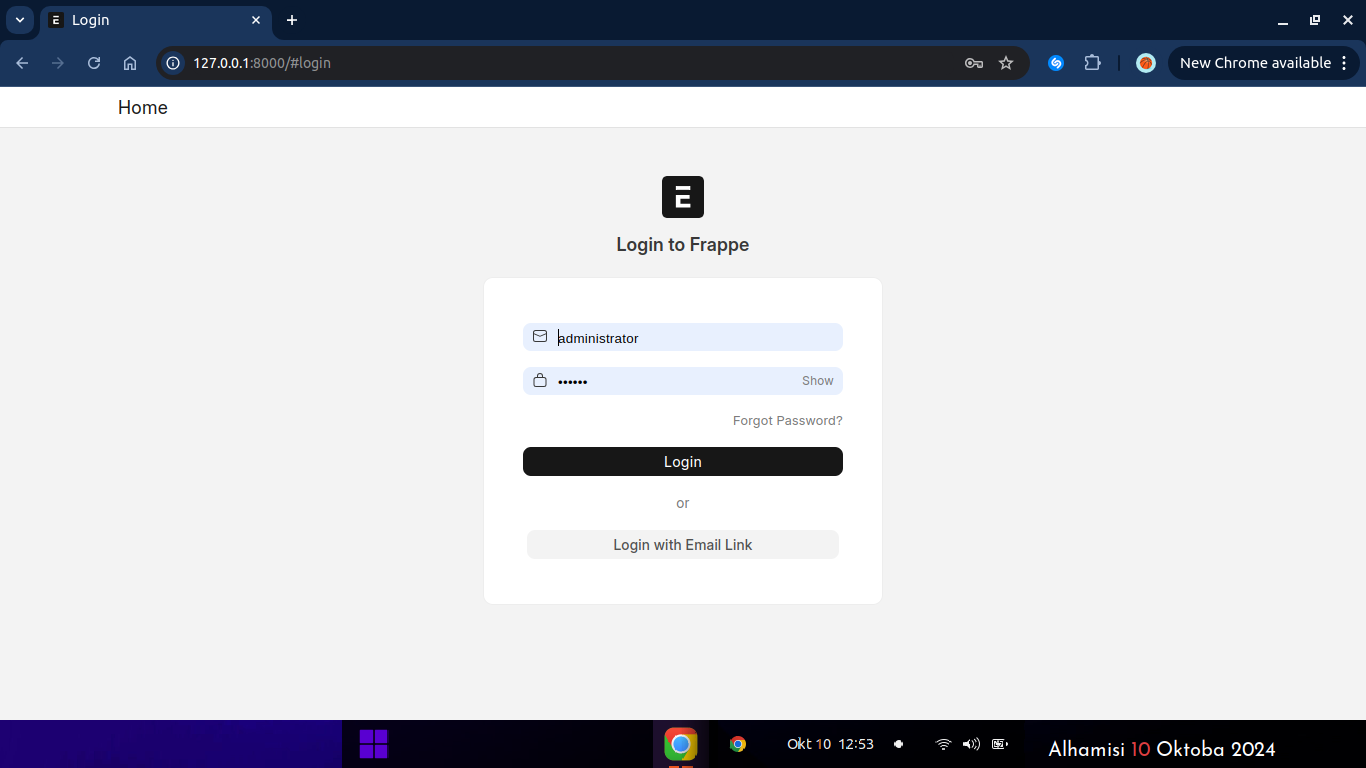 Login
127.0.0.1:8000/#login
New Chrome available
Home
Login to Frappe
administrator
••••••
Show
Forgot Password?
Login
or
Login with Email Link
Okt 10 12:53
Alhamisi 10 Oktoba 2024